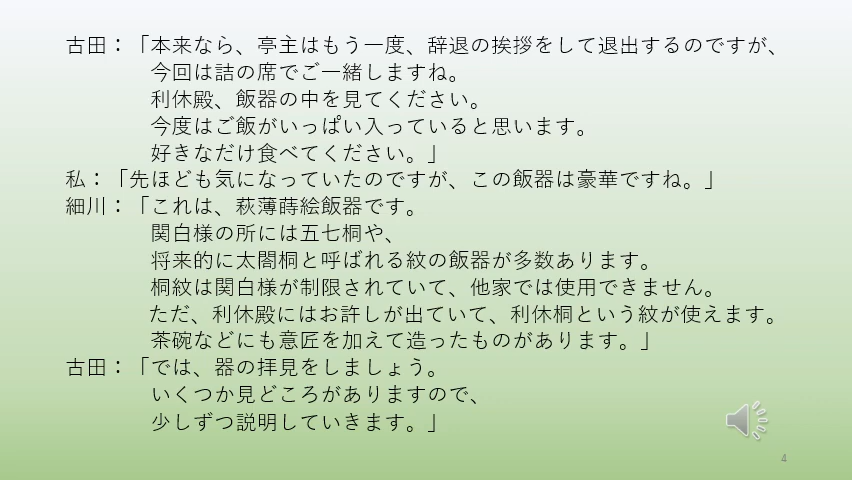 古田：「本来なら、亭主はもう一度、辞退の挨拶をして退出するのですが、
今回は詰の席でご一緒しますね。
利休殿、飯器の中を見てください。
今度はご飯がいっぱい入っていると思います。
好きなだけ食べてください。」
私：「先ほども気になっていたのですが、この飯器は豪華ですね。」
細川：「これは、萩薄蒔絵飯器です。
関白様の所には五七桐や、
将来的に太閤桐と呼ばれる紋の飯器が多数あります。
桐紋は関白様が制限されていて、他家では使用できません。
ただ、利休殿にはお許しが出ていて、利休桐という紋が使えます。
茶碗などにも意匠を加えて造ったものがあります。」
古田：「では、器の拝見をしましょう。
いくつか見どころがありますので、
少しずつ説明していきます。」
4